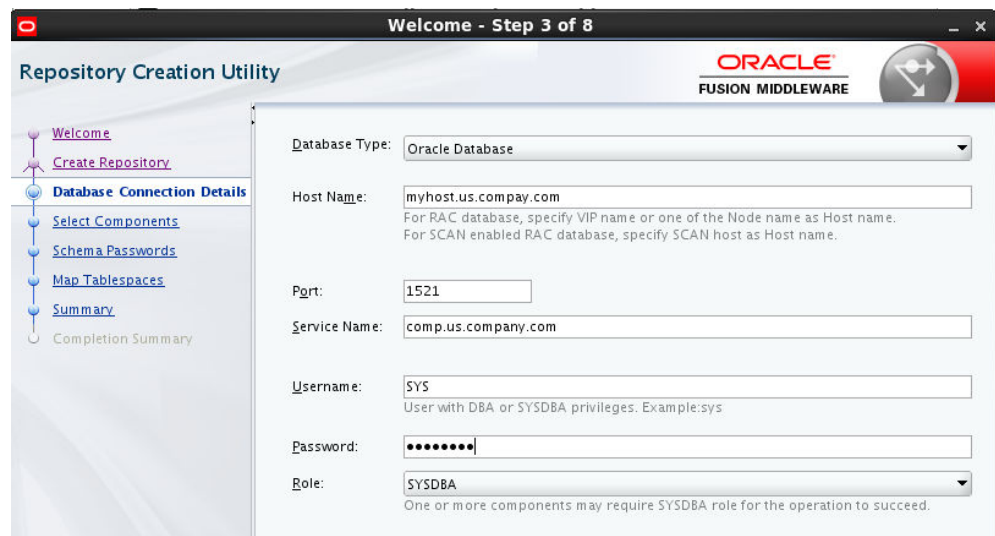 Welcome - Step 3 of 8
Repository Creation Utility
ORACLE
FUSION MIDDLEWARE
Welcome
Create Repository
Database Connection Details
Select Components
Schema Passwords
Map Tablespaces
Summary
Completion Summary
Database Type: Oracle Database
Host Name: myhost.us.compay.com
For RAC database, specify VIP name or one of the Node name as Host name.
For SCAN enabled RAC database, specify SCAN host as Host name.
Port: 1521
Service Name: comp.us.company.com
Username: SYS
User with DBA or SYSDBA privileges. Example:sys
Password: ●●●●●●●●
Role: SYSDBA
One or more components may require SYSDBA role for the operation to succeed.